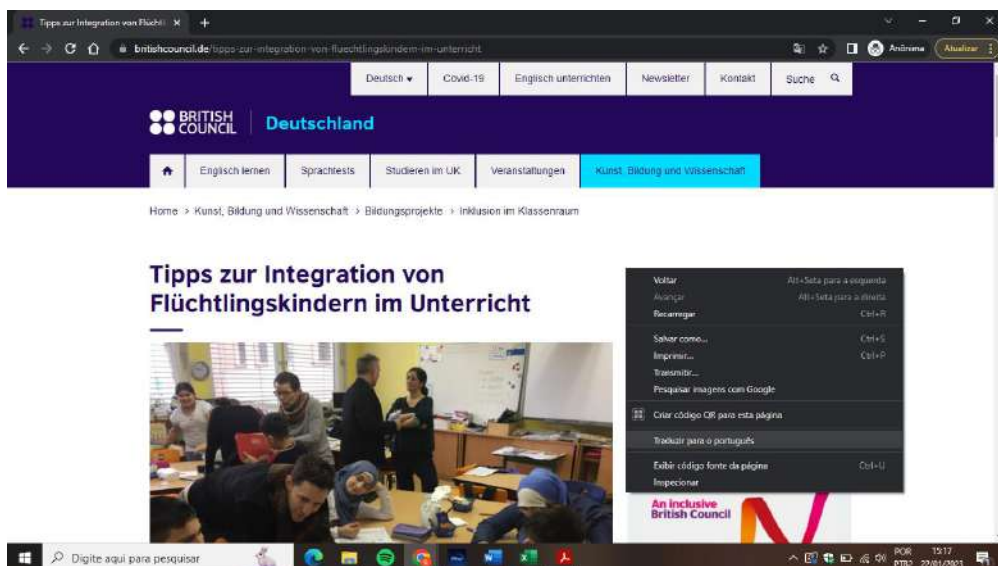 Tipps zur Integration von Flüchtli
britishcouncil.de/tipps-zur-integration-von-fluechtlingskindern-im-unterricht
Anônima
Atualizar
Deutsch
Covid-19
Englisch unterrichten
Newsletter
Kontakt
Suche
BRITISH
COUNCIL
Deutschland
Englisch lernen
Sprachtests
Studieren im UK
Veranstaltungen
Kunst, Bildung und Wissenschaft
Home > Kunst, Bildung und Wissenschaft > Bildungsprojekte > Inklusion im Klassenraum
Tipps zur Integration von
Flüchtlingskindern im Unterricht
Voltar Alt+Seta para a esquerda
Avançar Alt+Seta para a direita
Recarregar Ctrl+R
Salvar como... Ctrl+S
Imprimir... Ctrl+P
Transmitir...
Pesquisar imagens com Google
Criar código QR para esta página
Traduzir para o português
Exibir código fonte da página Ctrl+U
Inspecionar
An inclusive
British Council
Digite aqui para pesquisar
POR
PTB2
15:17
22/01/2023